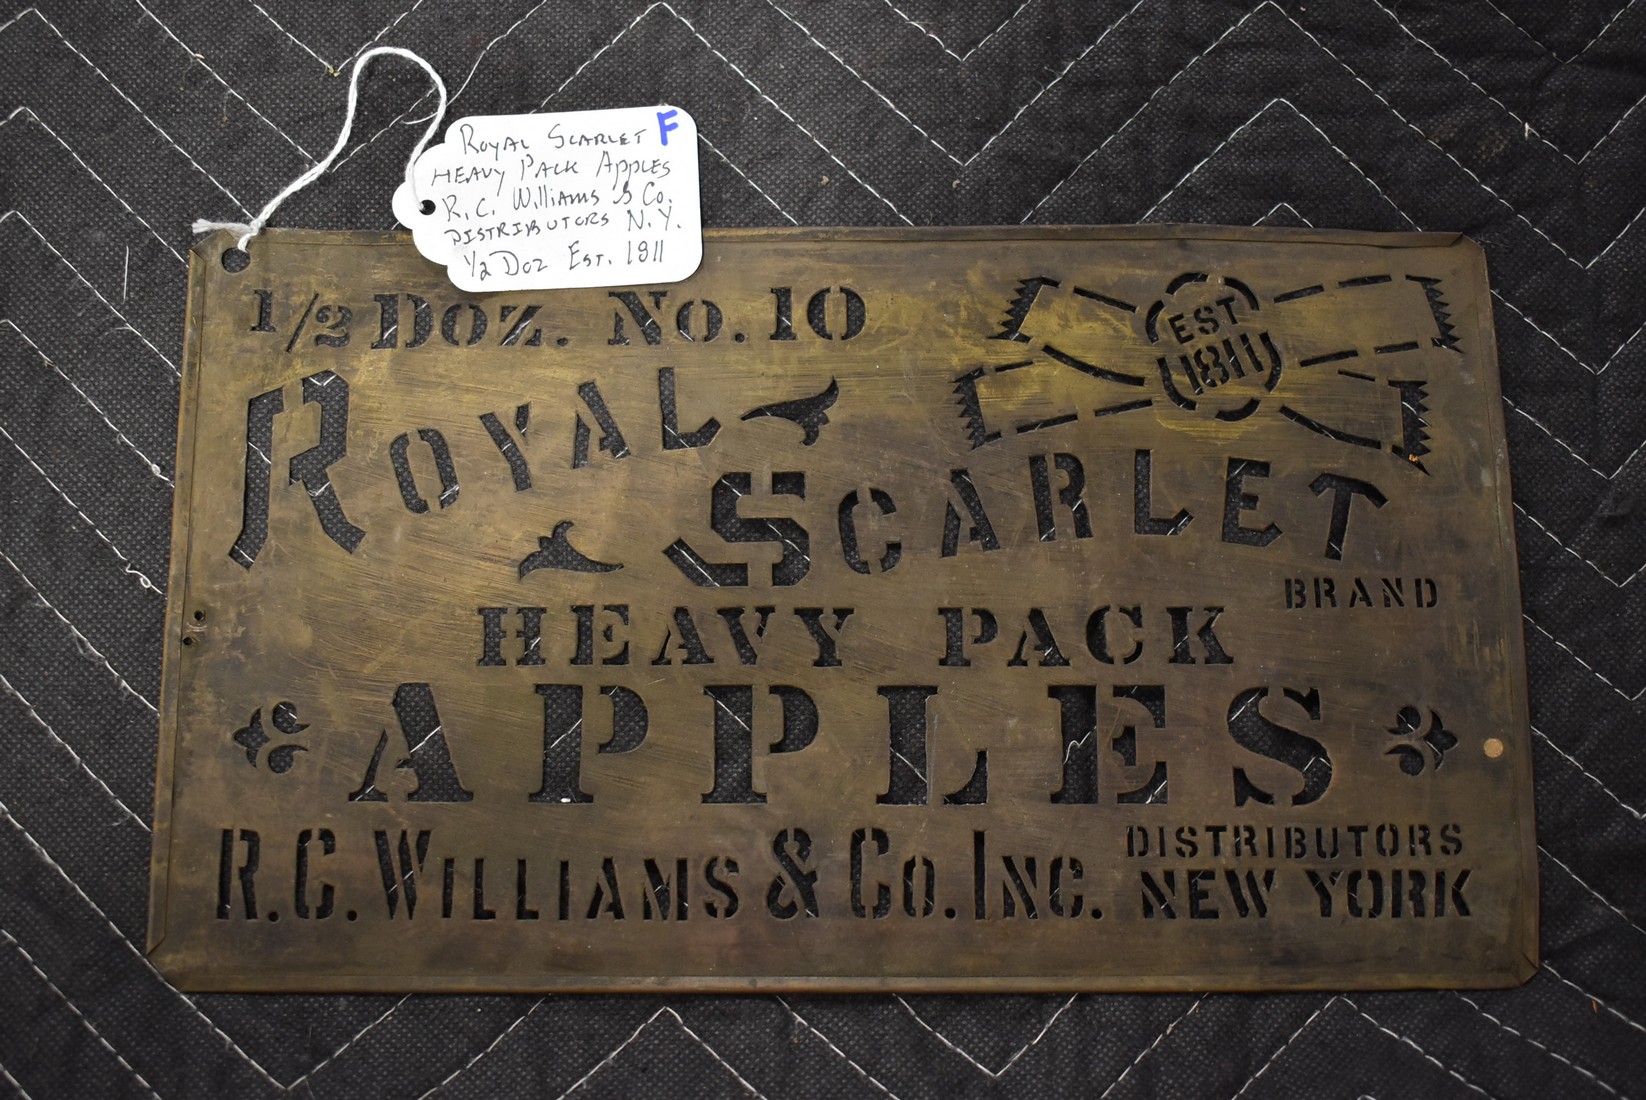 Royal Scarlet F
Heavy Pack Apples
R.C. Williams & Co.
Distributors N.Y.
1/2 Doz Est. 1811
1/2 Doz. No. 10
EST
1811
ROYAL
SCARLET
BRAND
HEAVY PACK
APPLES
R.C. WILLIAMS & CO. INC.
DISTRIBUTORS
NEW YORK